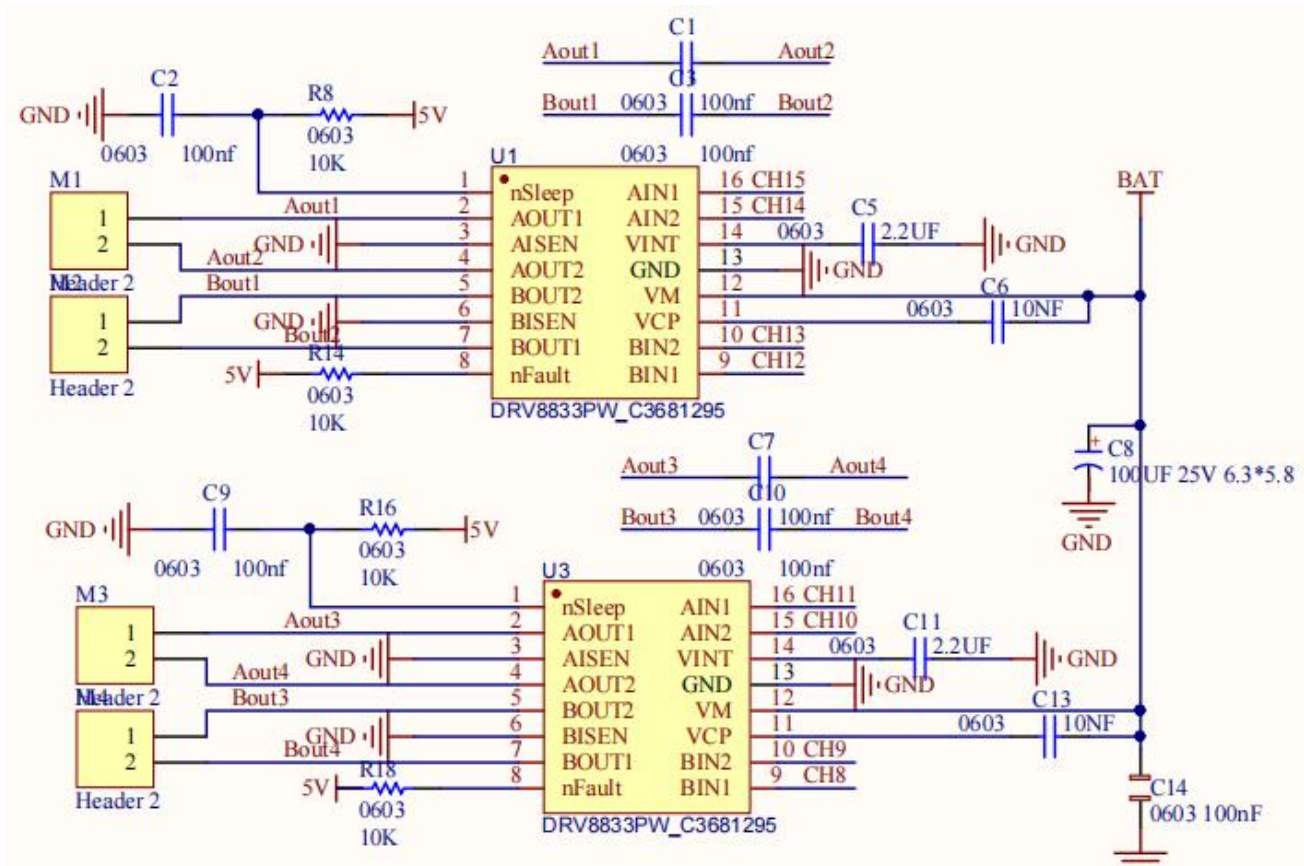 C1
Aout1 Aout2
C2 C3
R8 Bout1 0603 100nf Bout2
GND 5V
0603 100nf 0603
10K U1 0603 100nf
M1 1 nSleep AIN1 16 CH15 BAT
1 Aout1 2 AOUT1 AIN2 15 CH14 C5
2 GND 3 AISEN VINT 14 0603 2.2UF GND
Aout2 4 AOUT2 GND 13 GND
Header 2
M2 Bout1 5 BOUT2 VM 12 C6
1 GND 6 BISEN VCP 11 0603 10NF
2 Bout2 7 BOUT1 BIN2 10 CH13
Header 2 R14
5V 8 nFault BIN1 9 CH12
0603
10K DRV8833PW_C3681295
C7 C8
Aout3 Aout4 + 100UF 25V 6.3*5.8
C9 R16 C10
Bout3 0603 100nf Bout4
GND 5V GND
0603 100nf 0603
10K U3 0603 100nf
M3 1 nSleep AIN1 16 CH11
1 Aout3 2 AOUT1 AIN2 15 CH10 C11
2 GND 3 AISEN VINT 14 0603 2.2UF GND
Aout4 4 AOUT2 GND 13 GND
Header 2
M4 Bout3 5 BOUT2 VM 12 C13
1 GND 6 BISEN VCP 11 0603 10NF
2 Bout4 7 BOUT1 BIN2 10 CH9
Header 2 R18
5V 8 nFault BIN1 9 CH8 C14
0603 0603 100nF
10K DRV8833PW_C3681295